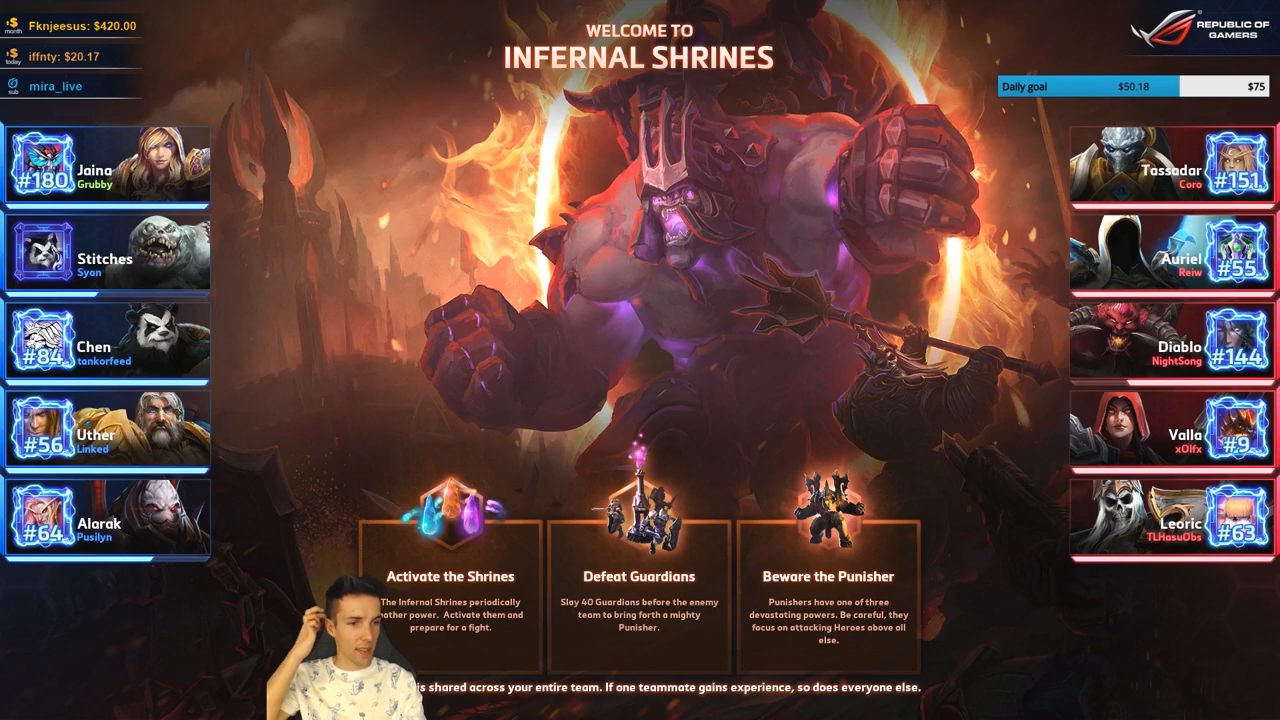 $
month
Fknjeesus: $420.00
$
today
iffnty: $20.17
sub
mira_live
WELCOME TO
INFERNAL SHRINES
REPUBLIC OF
GAMERS
Daily goal
$50.18
$75
#180
Jaina
Grubby
Stitches
Syan
#84
Chen
tankorfeed
#56
Uther
Linked
#64
Alarak
Pusilyn
Tassadar
Coro
#151
Auriel
Reiw
#55
Diablo
NightSong
#144
Valla
xOlfx
#9
Leoric
TLHasuObs
#63
Activate the Shrines
The Infernal Shrines periodically
ather power. Activate them and
prepare for a fight.
Defeat Guardians
Slay 40 Guardians before the enemy
team to bring forth a mighty
Punisher.
Beware the Punisher
Punishers have one of three
devastating powers. Be careful, they
focus on attacking Heroes above all
else.
is shared across your entire team. If one teammate gains experience, so does everyone else.